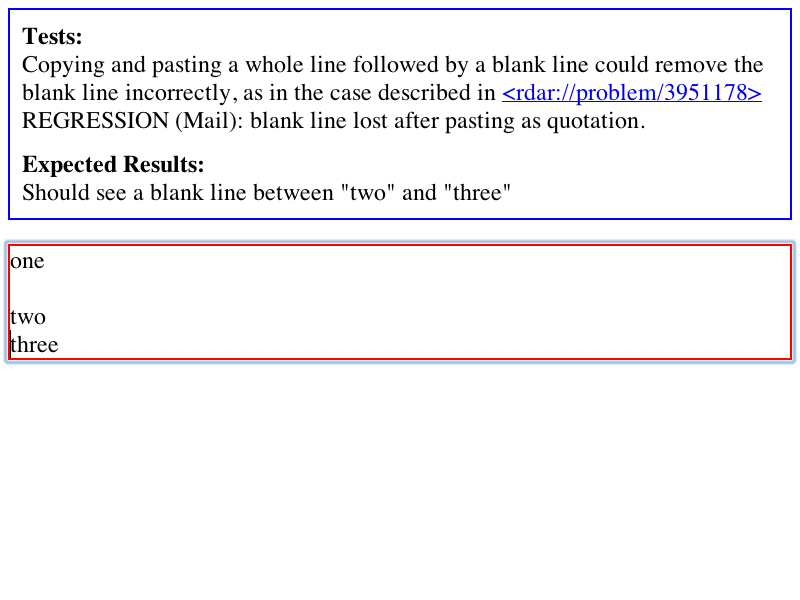 Tests:
Copying and pasting a whole line followed by a blank line could remove the
blank line incorrectly, as in the case described in <rdar://problem/3951178>
REGRESSION (Mail): blank line lost after pasting as quotation.
Expected Results:
Should see a blank line between "two" and "three"
one
two
three